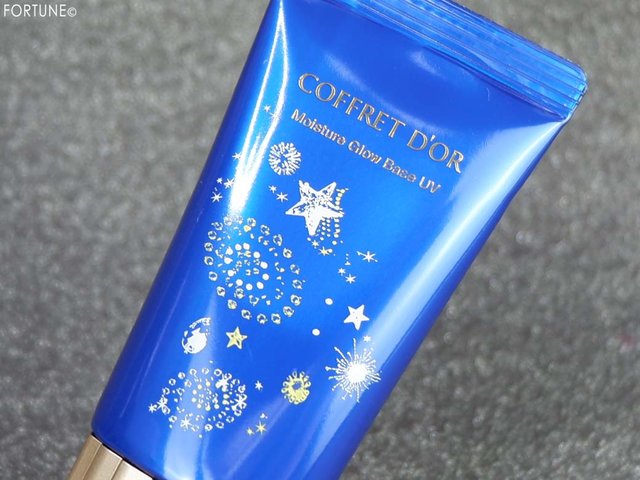 FORTUNE©
COFFRET D'OR
Moisture Glow Base UV